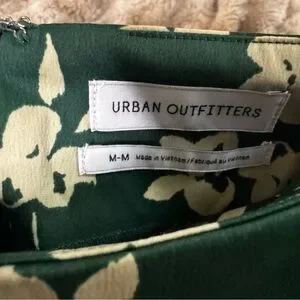 URBAN OUTFITTERS
M-M Made in Vietnam/Fabriqué au Vietnam